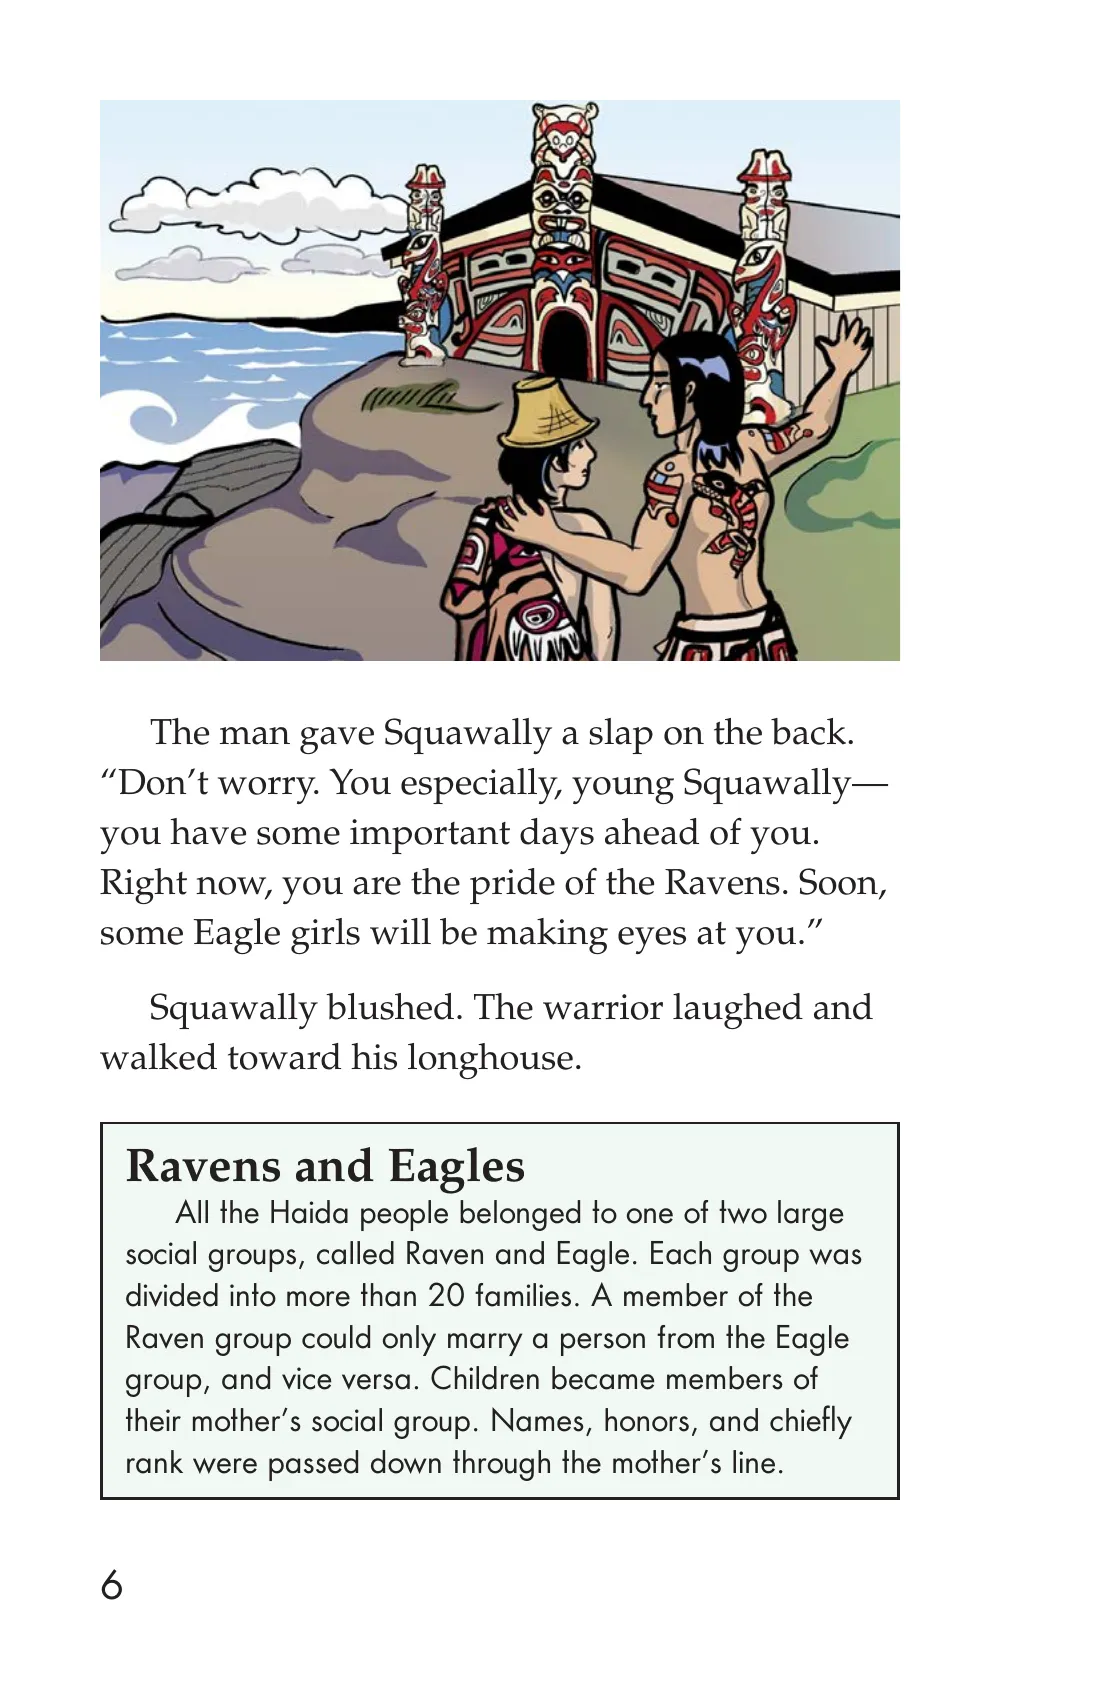 The man gave Squawally a slap on the back.
“Don’t worry. You especially, young Squawally—
you have some important days ahead of you.
Right now, you are the pride of the Ravens. Soon,
some Eagle girls will be making eyes at you.”
Squawally blushed. The warrior laughed and
walked toward his longhouse.
Ravens and Eagles
All the Haida people belonged to one of two large
social groups, called Raven and Eagle. Each group was
divided into more than 20 families. A member of the
Raven group could only marry a person from the Eagle
group, and vice versa. Children became members of
their mother’s social group. Names, honors, and chiefly
rank were passed down through the mother’s line.
6